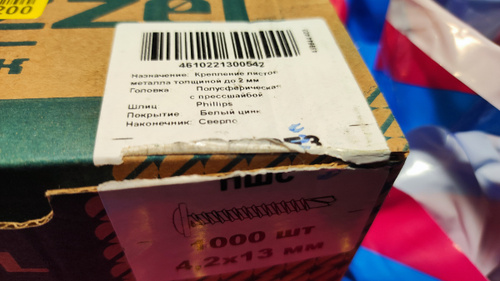 200
4610221300542
Назначение: Крепление листов
металла толщиной до 2 мм
Головка Полусферическая
с прессшайбой
Шлиц Phillips
Покрытие Белый цинк
Наконечник: Сверло
ПШС
1000 шт
4,2х13 мм